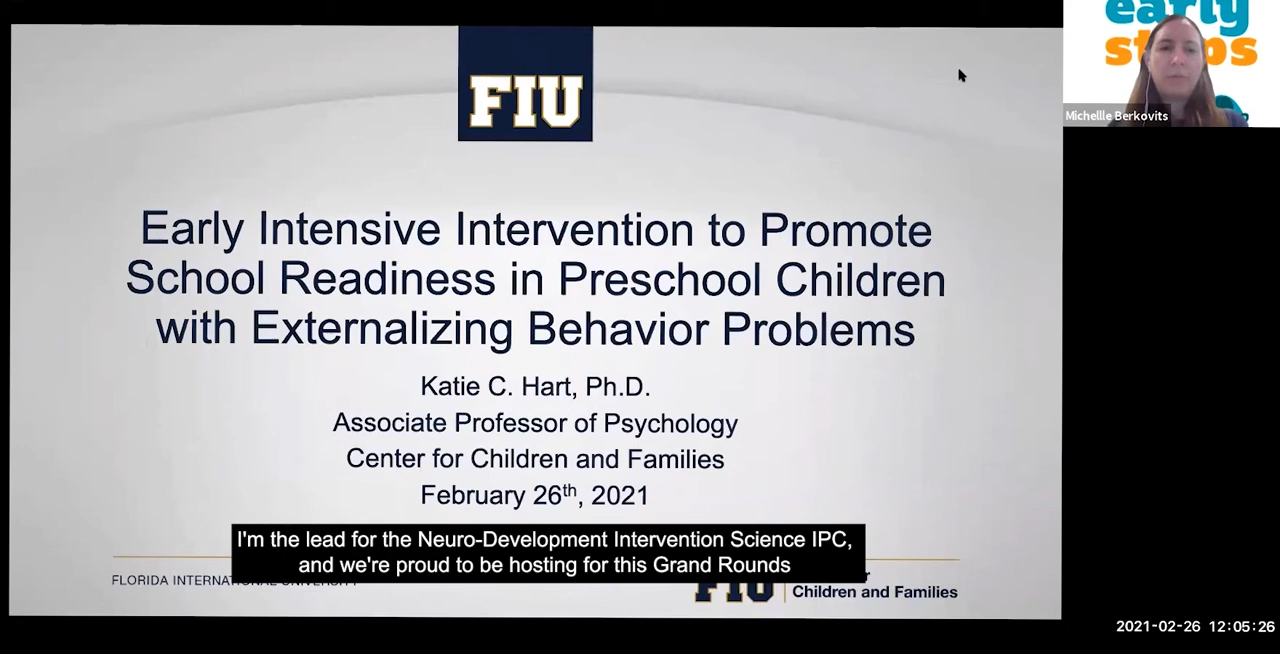 early
steps
Michellle Berkovits
FIU
Early Intensive Intervention to Promote
School Readiness in Preschool Children
with Externalizing Behavior Problems
Katie C. Hart, Ph.D.
Associate Professor of Psychology
Center for Children and Families
February 26th, 2021
I'm the lead for the Neuro-Development Intervention Science IPC,
and we're proud to be hosting for this Grand Rounds
FLORIDA INTERNATIONAL UNIVERSITY
FIU
Children and Families
2021-02-26 12:05:26